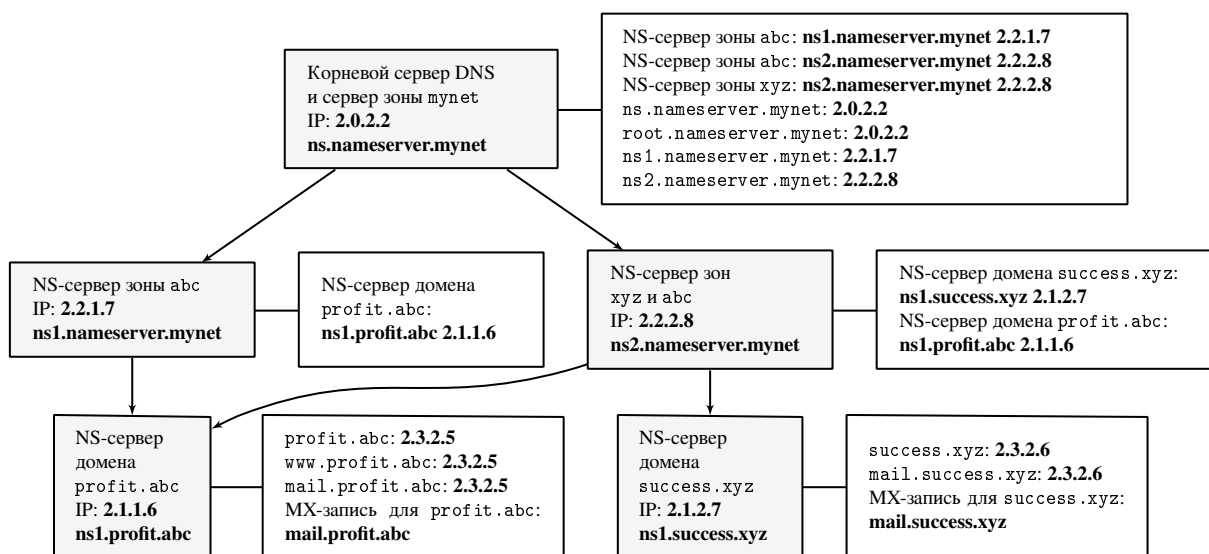 Корневой сервер DNS
и сервер зоны mynet
IP: 2.0.2.2
ns.nameserver.mynet
NS-сервер зоны abc: ns1.nameserver.mynet 2.2.1.7
NS-сервер зоны abc: ns2.nameserver.mynet 2.2.2.8
NS-сервер зоны xyz: ns2.nameserver.mynet 2.2.2.8
ns.nameserver.mynet: 2.0.2.2
root.nameserver.mynet: 2.0.2.2
ns1.nameserver.mynet: 2.2.1.7
ns2.nameserver.mynet: 2.2.2.8
NS-сервер зоны abc
IP: 2.2.1.7
ns1.nameserver.mynet
NS-сервер домена
profit.abc:
ns1.profit.abc 2.1.1.6
NS-сервер зон
xyz и abc
IP: 2.2.2.8
ns2.nameserver.mynet
NS-сервер домена success.xyz:
ns1.success.xyz 2.1.2.7
NS-сервер домена profit.abc:
ns1.profit.abc 2.1.1.6
NS-сервер
домена
profit.abc
IP: 2.1.1.6
ns1.profit.abc
profit.abc: 2.3.2.5
www.profit.abc: 2.3.2.5
mail.profit.abc: 2.3.2.5
MX-запись для profit.abc:
mail.profit.abc
NS-сервер
домена
success.xyz
IP: 2.1.2.7
ns1.success.xyz
success.xyz: 2.3.2.6
mail.success.xyz: 2.3.2.6
MX-запись для success.xyz:
mail.success.xyz